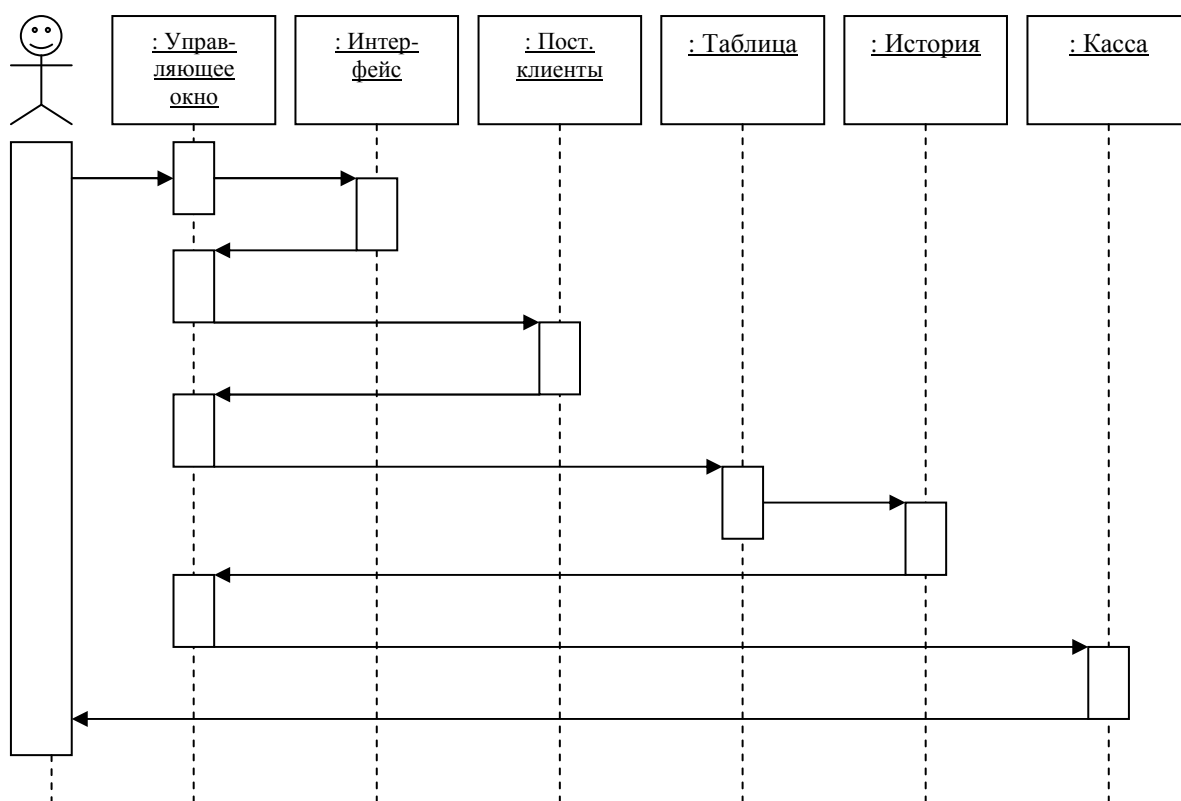 : Управ-
ляющее
окно
: Интер-
фейс
: Пост.
клиенты
: Таблица
: История
: Касса